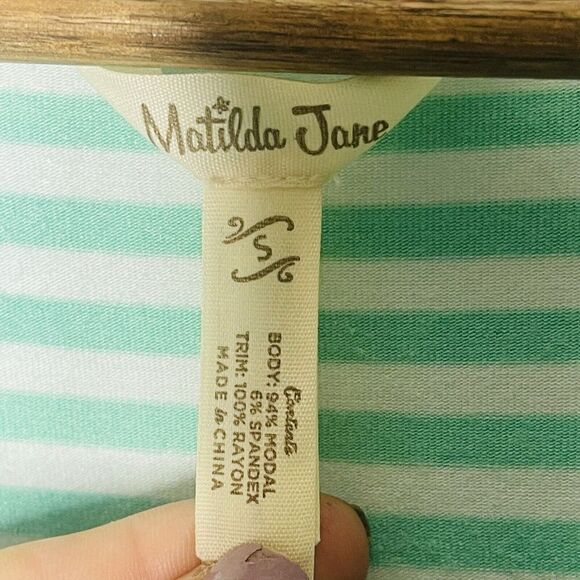 Matilda Jane
S
Contents
BODY: 94% MODAL
6% SPANDEX
TRIM: 100% RAYON
MADE in CHINA